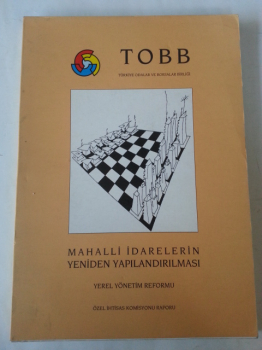 TOBB
TÜRKİYE ODALAR VE BORSALAR BİRLİĞİ
MAHALLİ İDARELERİN
YENİDEN YAPILANDIRILMASI
YEREL YÖNETİM REFORMU
ÖZEL İHTİSAS KOMİSYONU RAPORU